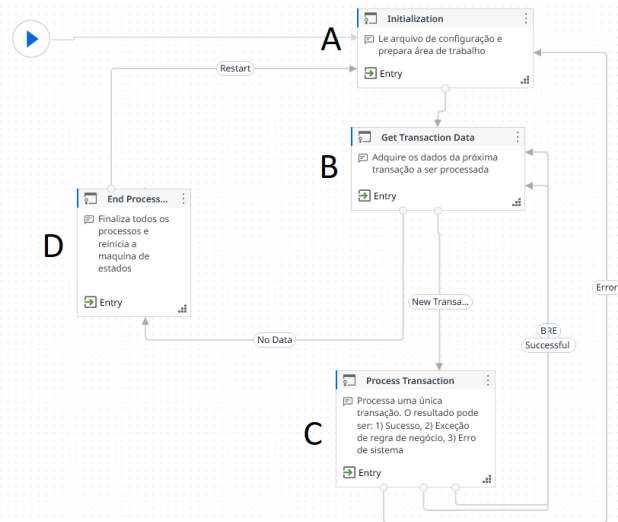 A
Initialization
Le arquivo de configuração e
prepara área de trabalho
Entry
Restart
B
Get Transaction Data
Adquire os dados da próxima
transação a ser processada
Entry
D
End Process...
Finaliza todos os
processos e
reinicia a
maquina de
estados
Entry
New Transa...
Error
No Data
BRE
Successful
C
Process Transaction
Processa uma única
transação. O resultado pode
ser: 1) Sucesso, 2) Exceção
de regra de negócio, 3) Erro
de sistema
Entry